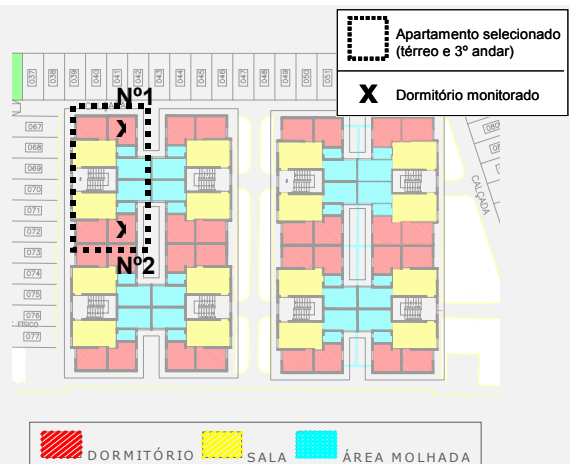 Apartamento selecionado
(térreo e 3º andar)
X Dormitório monitorado
037 038 039 040 041 042 043 044 045 046 047 048 049 050 051
Nº1
067
068
069
070
071
072
073
074
075
076
077
080
CALÇADA
Nº2
FÍSICO
DORMITÓRIO SALA ÁREA MOLHADA